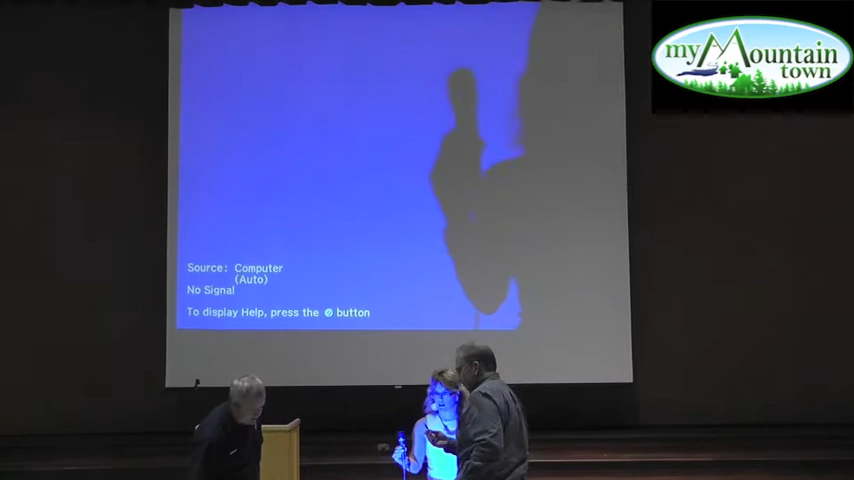 my Mountain
town
Source: Computer
(Auto)
No Signal
To display Help, press the ⊘ button